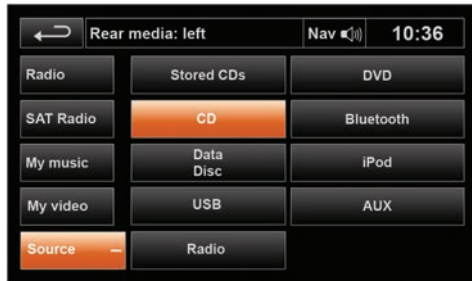 Rear media: left
Nav
10:36
Radio
Stored CDs
DVD
SAT Radio
CD
Bluetooth
My music
Data
Disc
iPod
My video
USB
AUX
Source
Radio